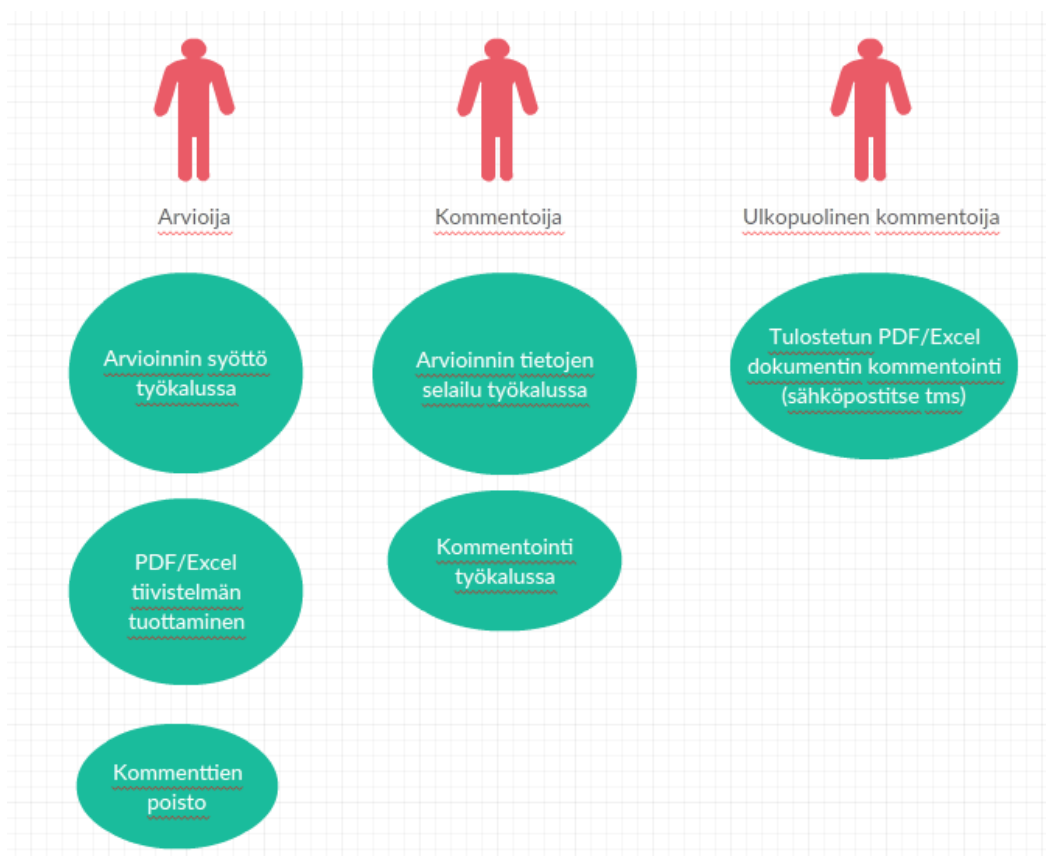 Arvioija
Kommentoija
Ulkopuolinen kommentoija
Arvioinnin syöttö
työkalussa
Arvioinnin tietojen
selailu työkalussa
Tulostetun PDF/Excel
dokumentin kommentointi
(sähköpostitse tms)
PDF/Excel
tiivistelmän
tuottaminen
Kommentointi
työkalussa
Kommenttien
poisto